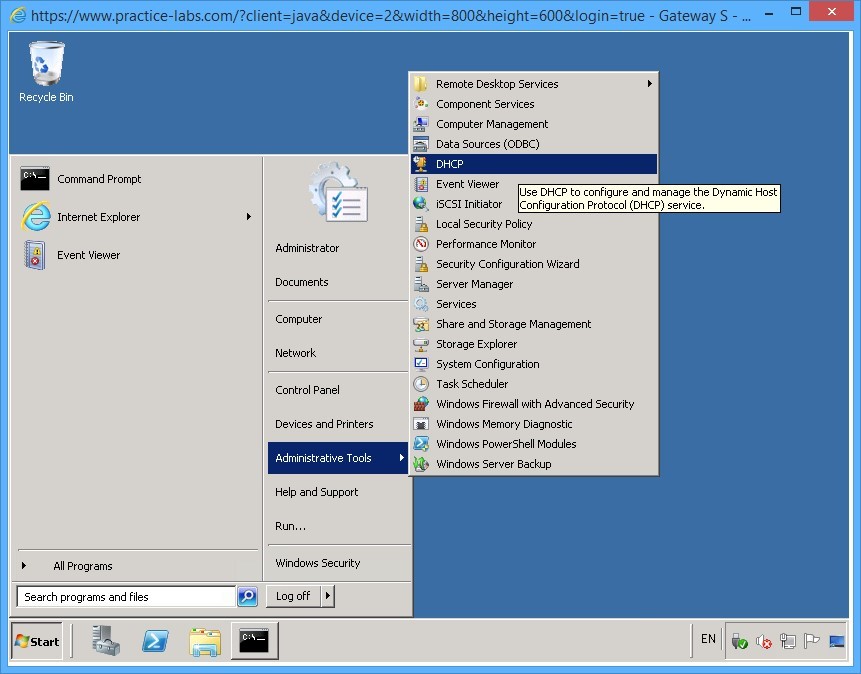 https://www.practice-labs.com/?client=java&device=2&width=800&height=600&login=true - Gateway S - ...
Recycle Bin
Command Prompt
Internet Explorer
Event Viewer
All Programs
Search programs and files
Administrator
Documents
Computer
Network
Control Panel
Devices and Printers
Administrative Tools
Help and Support
Run...
Windows Security
Log off
Remote Desktop Services
Component Services
Computer Management
Data Sources (ODBC)
DHCP
Event Viewer
iSCSI Initiator
Local Security Policy
Performance Monitor
Security Configuration Wizard
Server Manager
Services
Share and Storage Management
Storage Explorer
System Configuration
Task Scheduler
Windows Firewall with Advanced Security
Windows Memory Diagnostic
Windows PowerShell Modules
Windows Server Backup
Use DHCP to configure and manage the Dynamic Host
Configuration Protocol (DHCP) service.
Start
EN